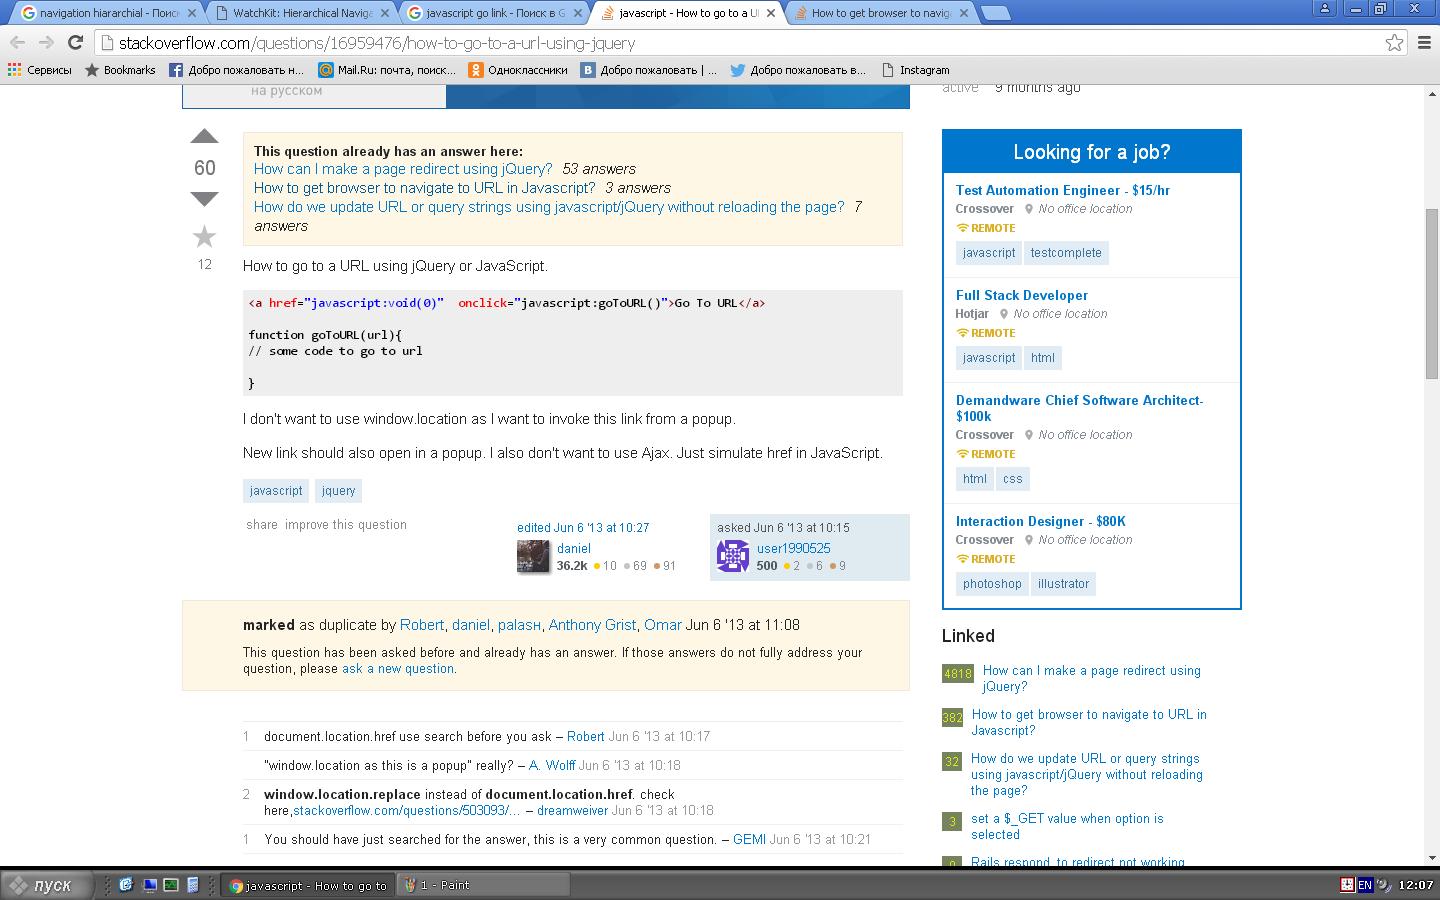 navigation hiararchial - Поиск
WatchKit: Hierarchical Naviga
javascript go link - Поиск в G
javascript - How to go to a U
How to get browser to naviga
stackoverflow.com/questions/16959476/how-to-go-to-a-url-using-jquery
Сервисы
Bookmarks
Добро пожаловать н...
Mail.Ru: почта, поиск...
Одноклассники
Добро пожаловать | ...
Добро пожаловать в...
Instagram
на русском
active 9 months ago
60
12
This question already has an answer here:
How can I make a page redirect using jQuery? 53 answers
How to get browser to navigate to URL in Javascript? 3 answers
How do we update URL or query strings using javascript/jQuery without reloading the page? 7
answers
How to go to a URL using jQuery or JavaScript.
<a href="javascript:void(0)"  onclick="javascript:goToURL()">Go To URL</a>
function goToURL(url){
// some code to go to url
}
I don't want to use window.location as I want to invoke this link from a popup.
New link should also open in a popup. I also don't want to use Ajax. Just simulate href in JavaScript.
javascript jquery
share improve this question
edited Jun 6 '13 at 10:27
daniel
36.2k 10 69 91
asked Jun 6 '13 at 10:15
user1990525
500 2 6 9
marked as duplicate by Robert, daniel, palaѕн, Anthony Grist, Omar Jun 6 '13 at 11:08
This question has been asked before and already has an answer. If those answers do not fully address your
question, please ask a new question.
1 document.location.href use search before you ask – Robert Jun 6 '13 at 10:17
"window.location as this is a popup" really? – A. Wolff Jun 6 '13 at 10:18
2 window.location.replace instead of document.location.href. check
here,stackoverflow.com/questions/503093/… – dreamweiver Jun 6 '13 at 10:18
1 You should have just searched for the answer, this is a very common question. – GEMI Jun 6 '13 at 10:21
Looking for a job?
Test Automation Engineer - $15/hr
Crossover No office location
REMOTE
javascript testcomplete
Full Stack Developer
Hotjar No office location
REMOTE
javascript html
Demandware Chief Software Architect-
$100k
Crossover No office location
REMOTE
html css
Interaction Designer - $80K
Crossover No office location
REMOTE
photoshop illustrator
Linked
4818 How can I make a page redirect using
jQuery?
382 How to get browser to navigate to URL in
Javascript?
32 How do we update URL or query strings
using javascript/jQuery without reloading
the page?
3 set a $_GET value when option is
selected
0 Rails respond_to redirect not working
пуск
javascript - How to go to
1 - Paint
EN
12:07